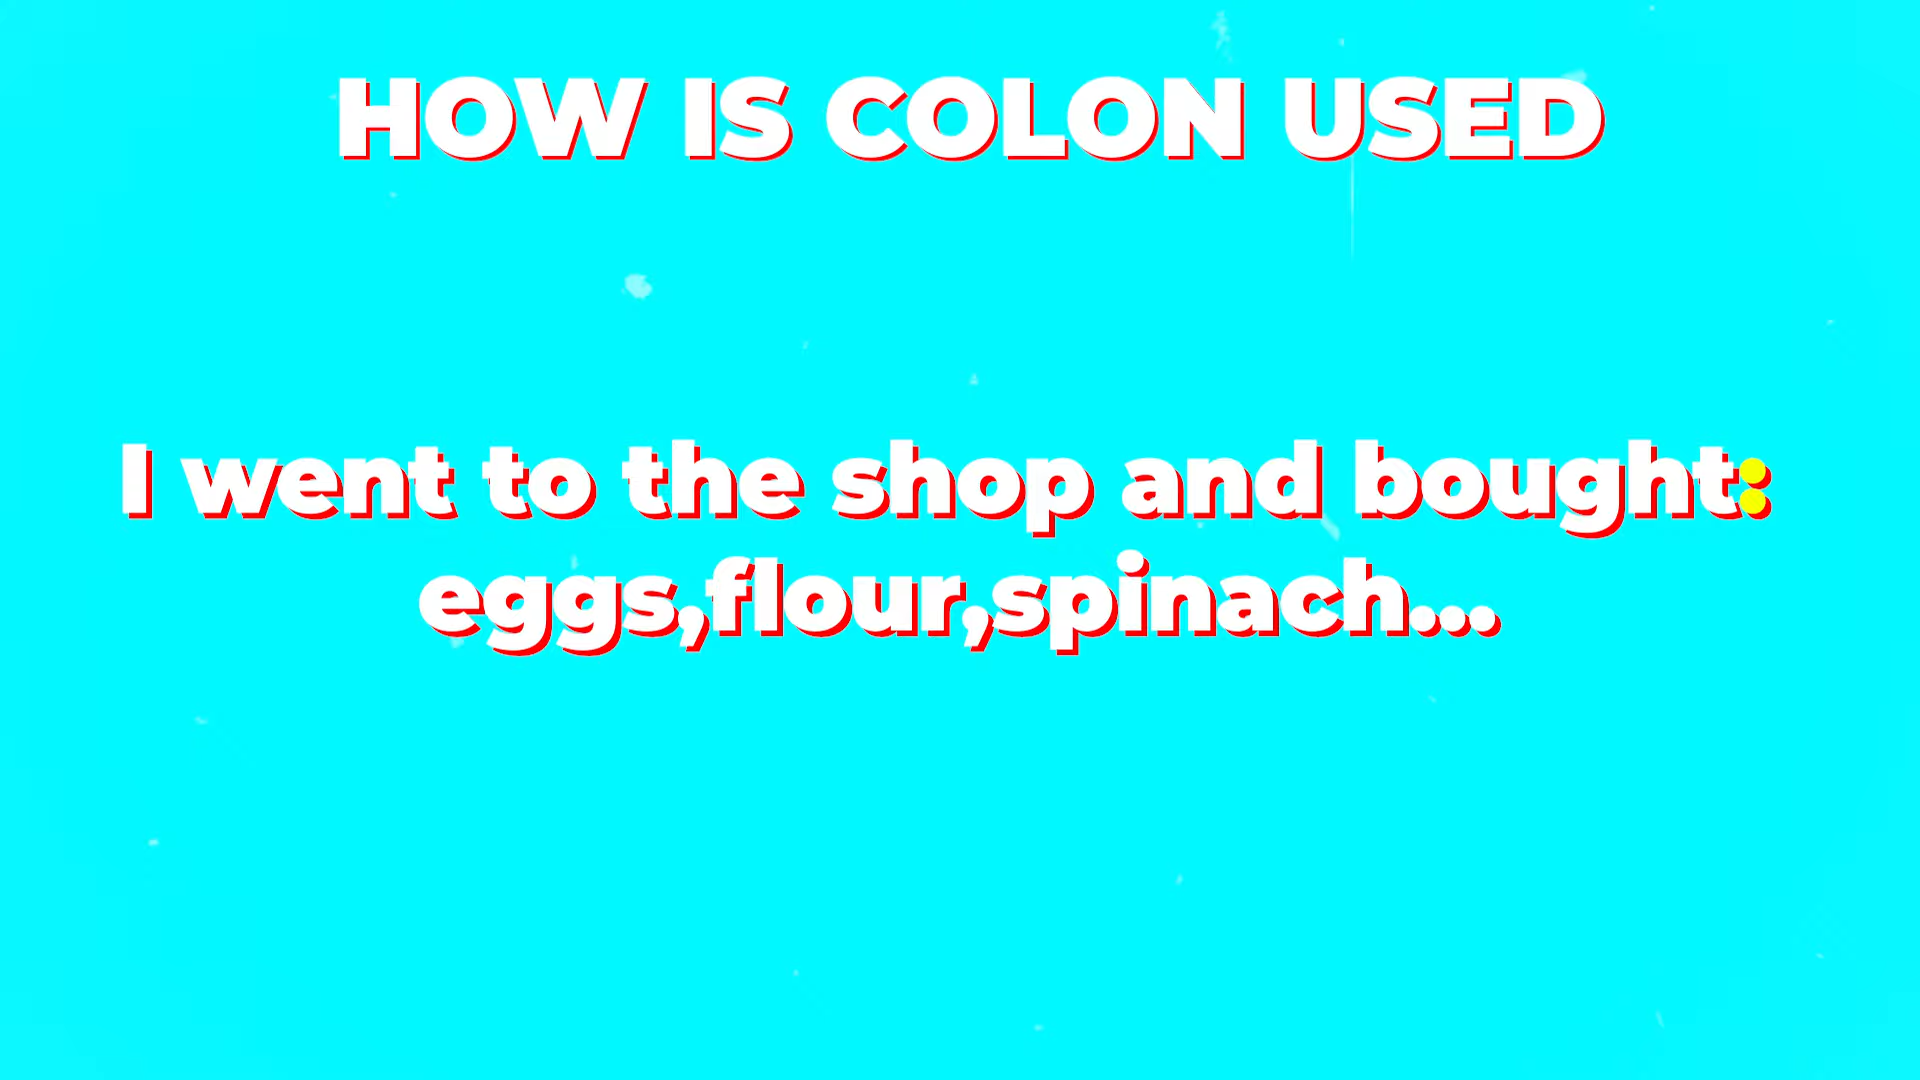 HOW IS COLON USED
I went to the shop and bought:
eggs,flour,spinach...